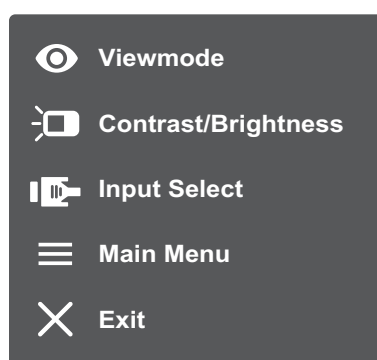 Viewmode
Contrast/Brightness
Input Select
Main Menu
Exit